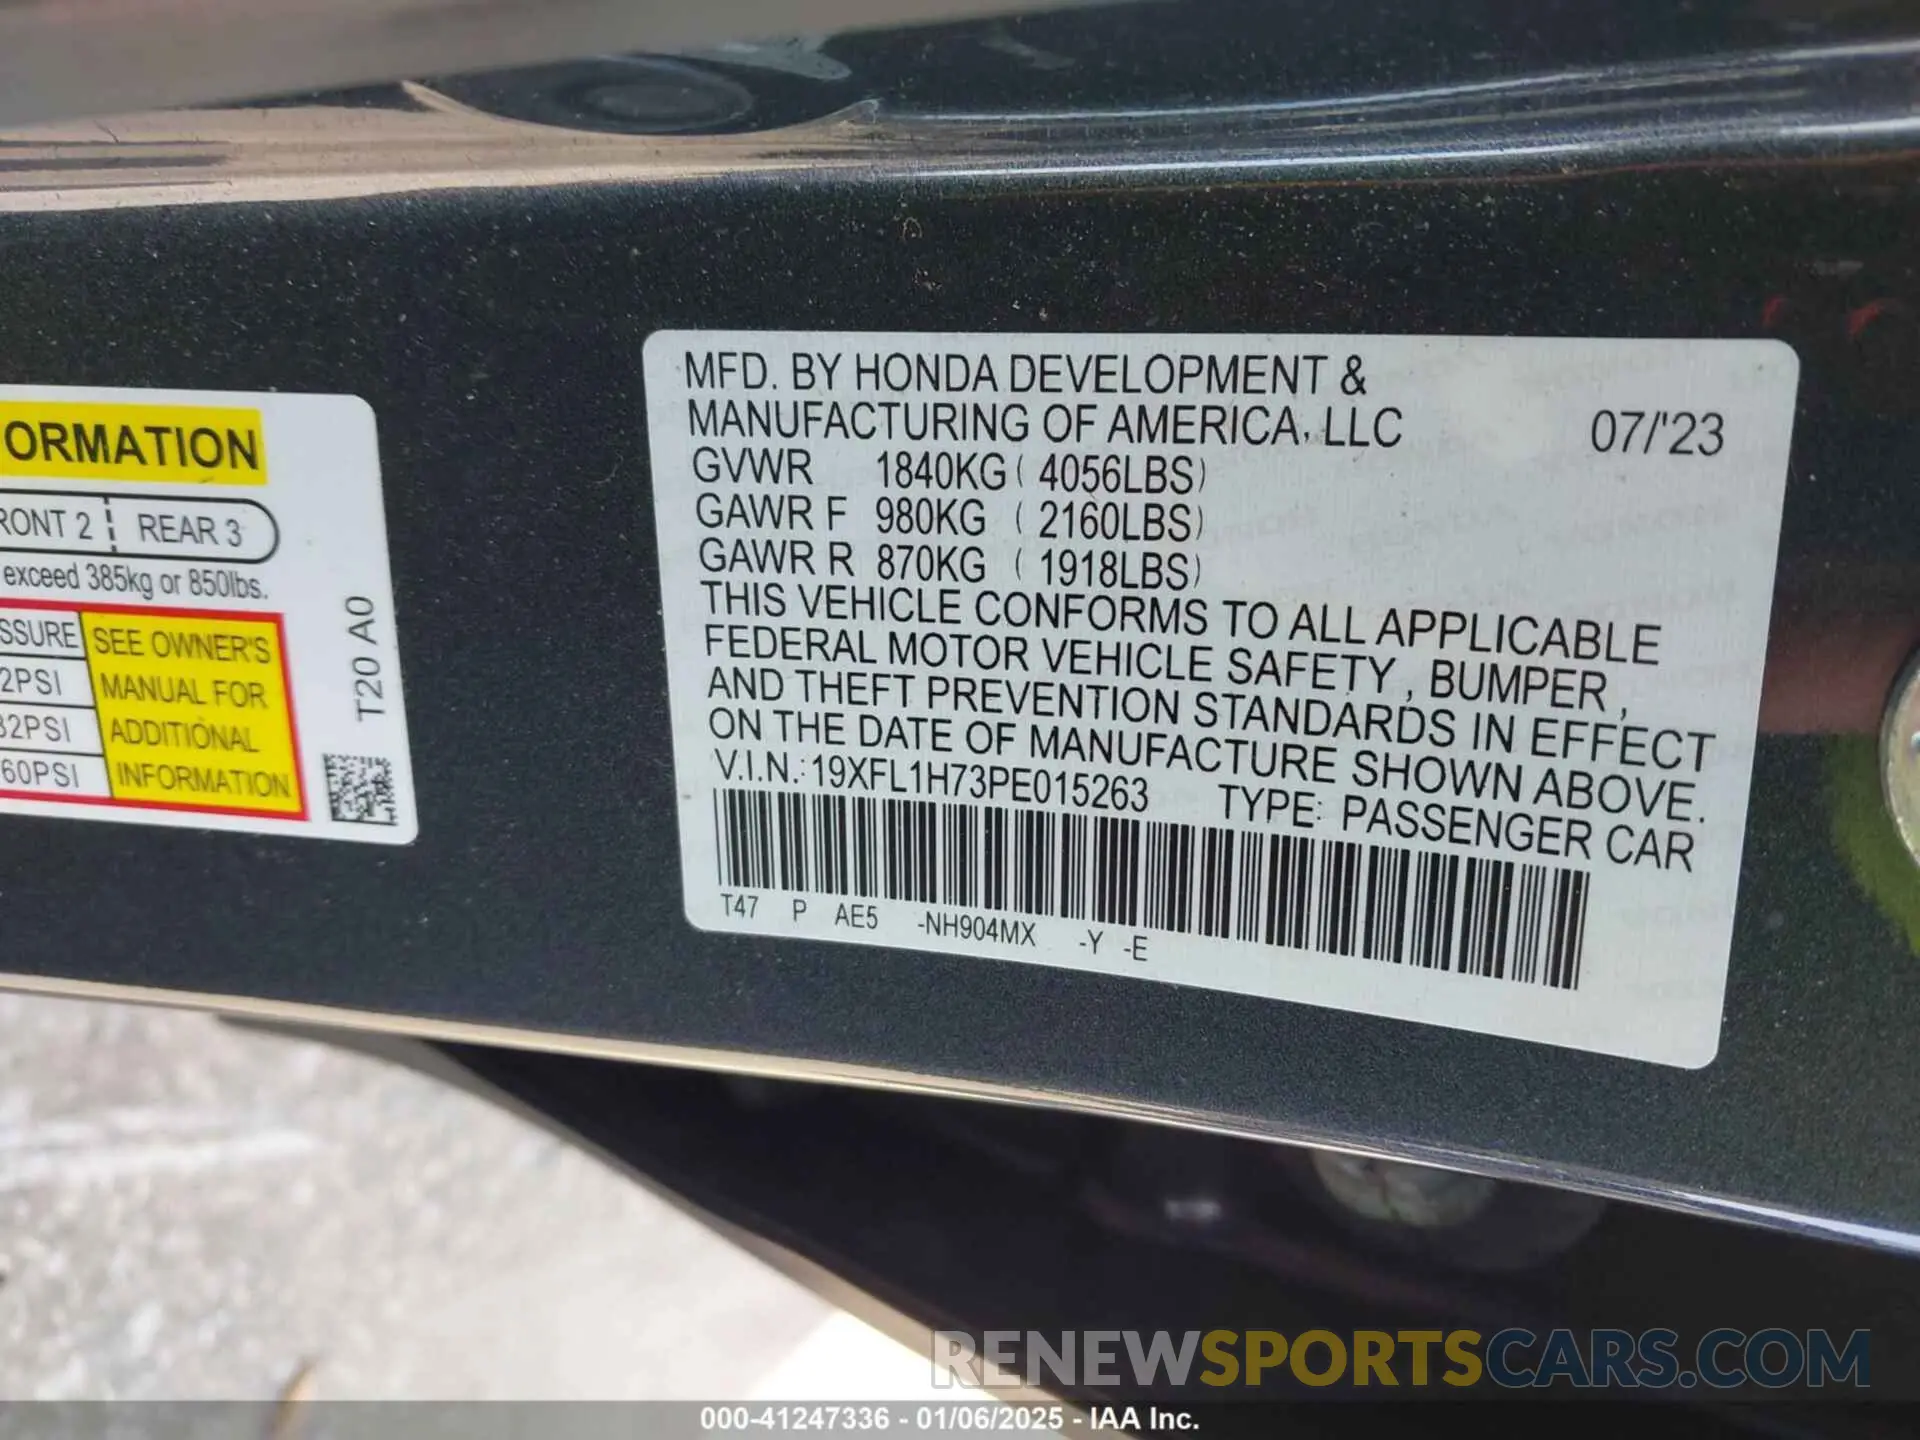 ORMATION
RONT 2 REAR 3
exceed 385kg or 850lbs.
SSURE
2PSI
32PSI
60PSI
SEE OWNER'S
MANUAL FOR
ADDITIONAL
INFORMATION
T20 A0
MFD. BY HONDA DEVELOPMENT &
MANUFACTURING OF AMERICA, LLC 07/'23
GVWR 1840KG ( 4056LBS)
GAWR F 980KG ( 2160LBS)
GAWR R 870KG ( 1918LBS)
THIS VEHICLE CONFORMS TO ALL APPLICABLE
FEDERAL MOTOR VEHICLE SAFETY , BUMPER ,
AND THEFT PREVENTION STANDARDS IN EFFECT
ON THE DATE OF MANUFACTURE SHOWN ABOVE.
V.I.N.: 19XFL1H73PE015263 TYPE: PASSENGER CAR
T47 P AE5 -NH904MX -Y -E
RENEWSPORTSCARS.COM
000-41247336 - 01/06/2025 - IAA Inc.